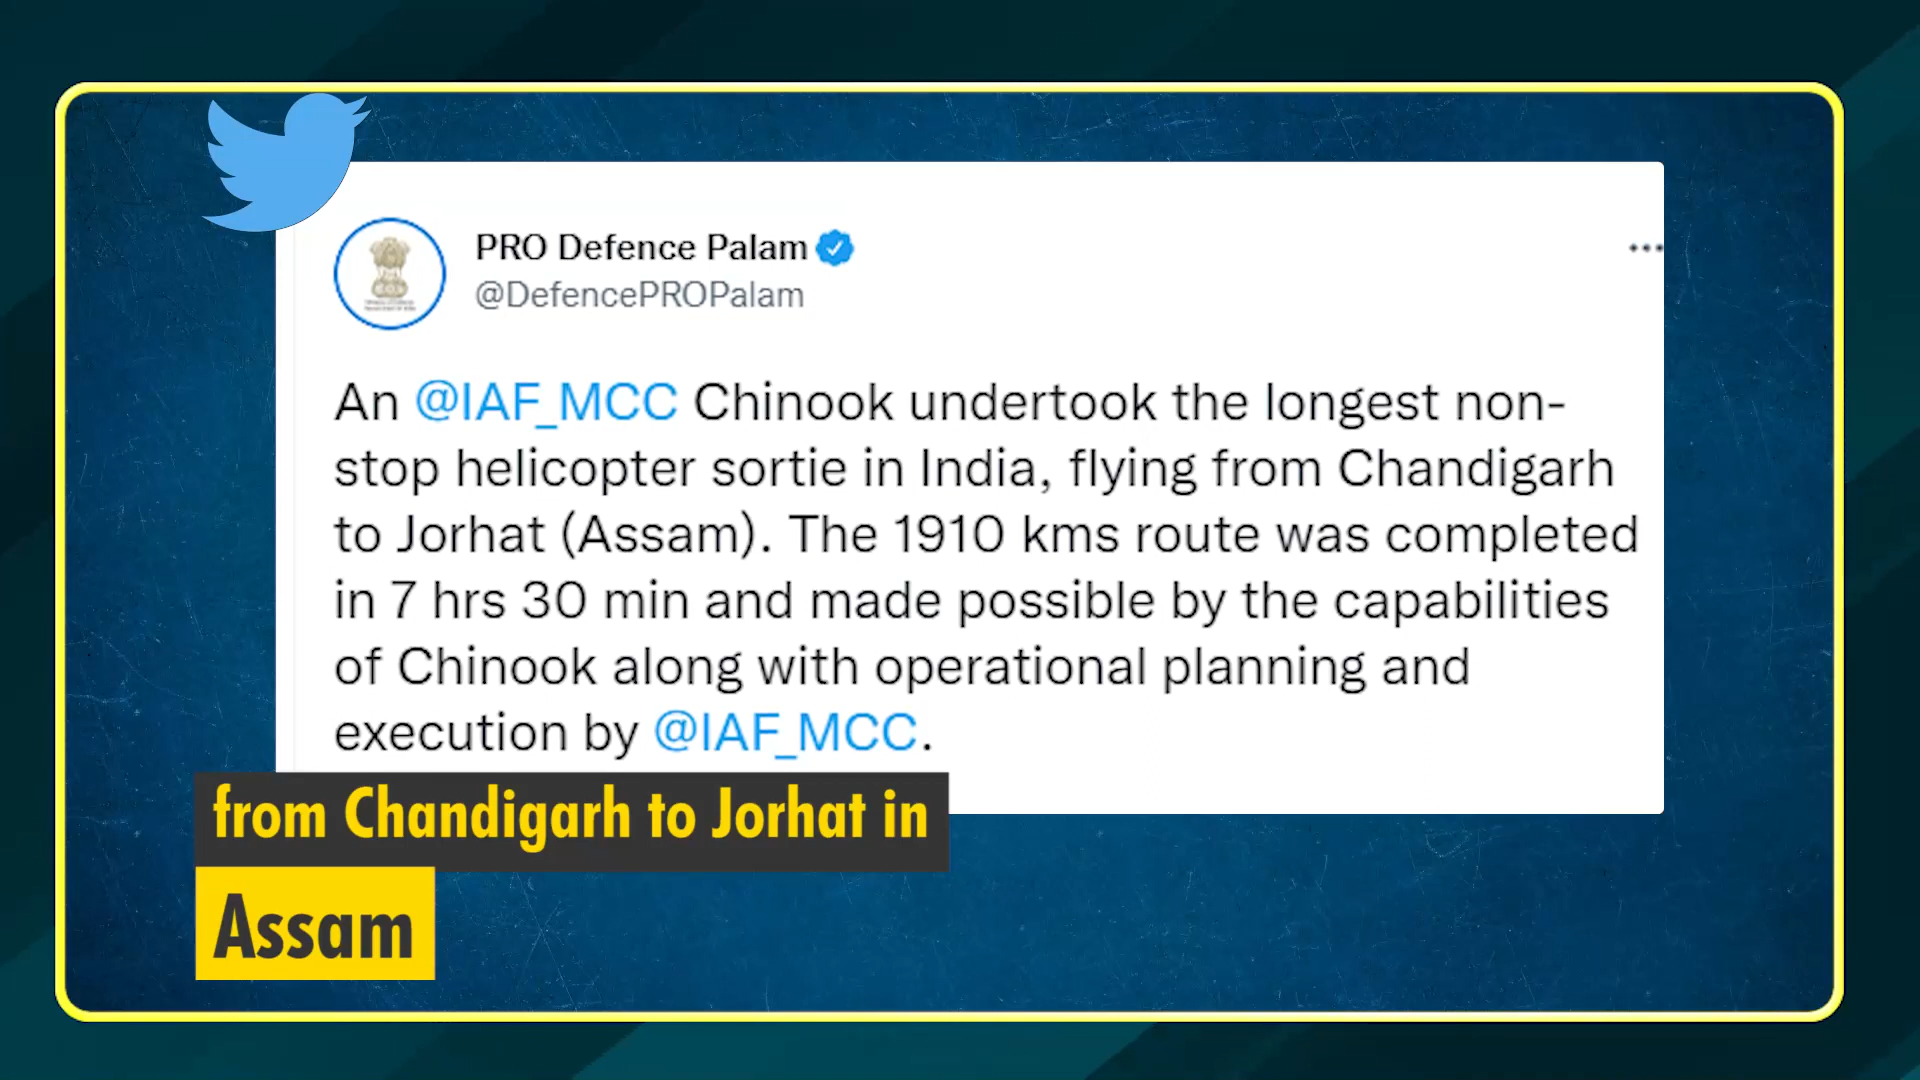 PRO Defence Palam
@DefencePROPalam
An @IAF_MCC Chinook undertook the longest non-
stop helicopter sortie in India, flying from Chandigarh
to Jorhat (Assam). The 1910 kms route was completed
in 7 hrs 30 min and made possible by the capabilities
of Chinook along with operational planning and
execution by @IAF_MCC.
from Chandigarh to Jorhat in
Assam